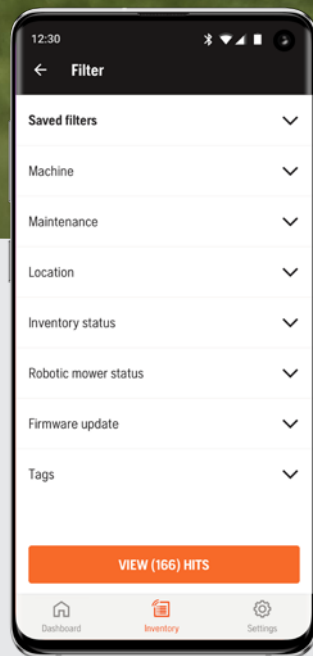 12:30
Filter
Saved filters
Machine
Maintenance
Location
Inventory status
Robotic mower status
Firmware update
Tags
VIEW (166) HITS
Dashboard
Inventory
Settings